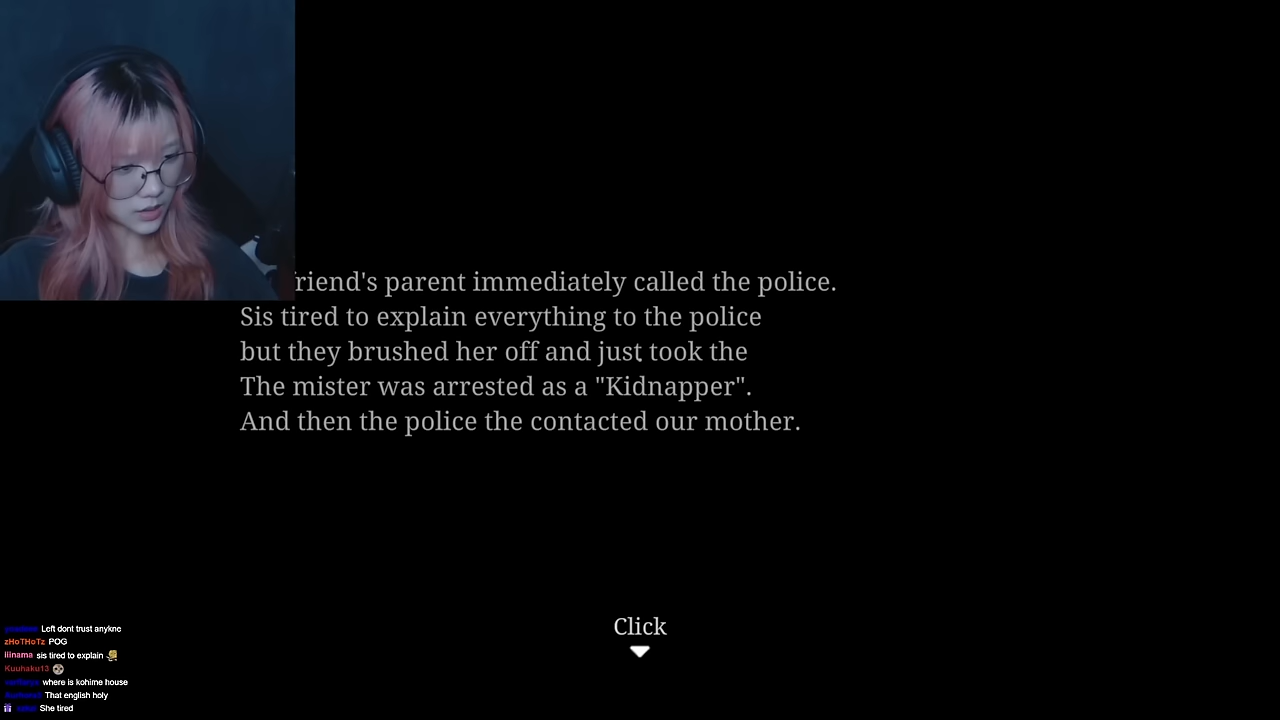 riend's parent immediately called the police.
Sis tired to explain everything to the police
but they brushed her off and just took the
The mister was arrested as a "Kidnapper".
And then the police the contacted our mother.
Click
Left dont trust anykne
zHoTHoTz POG
iiinama sis tired to explain
Kuuhaku13
where is kohime house
That english holy
She tired